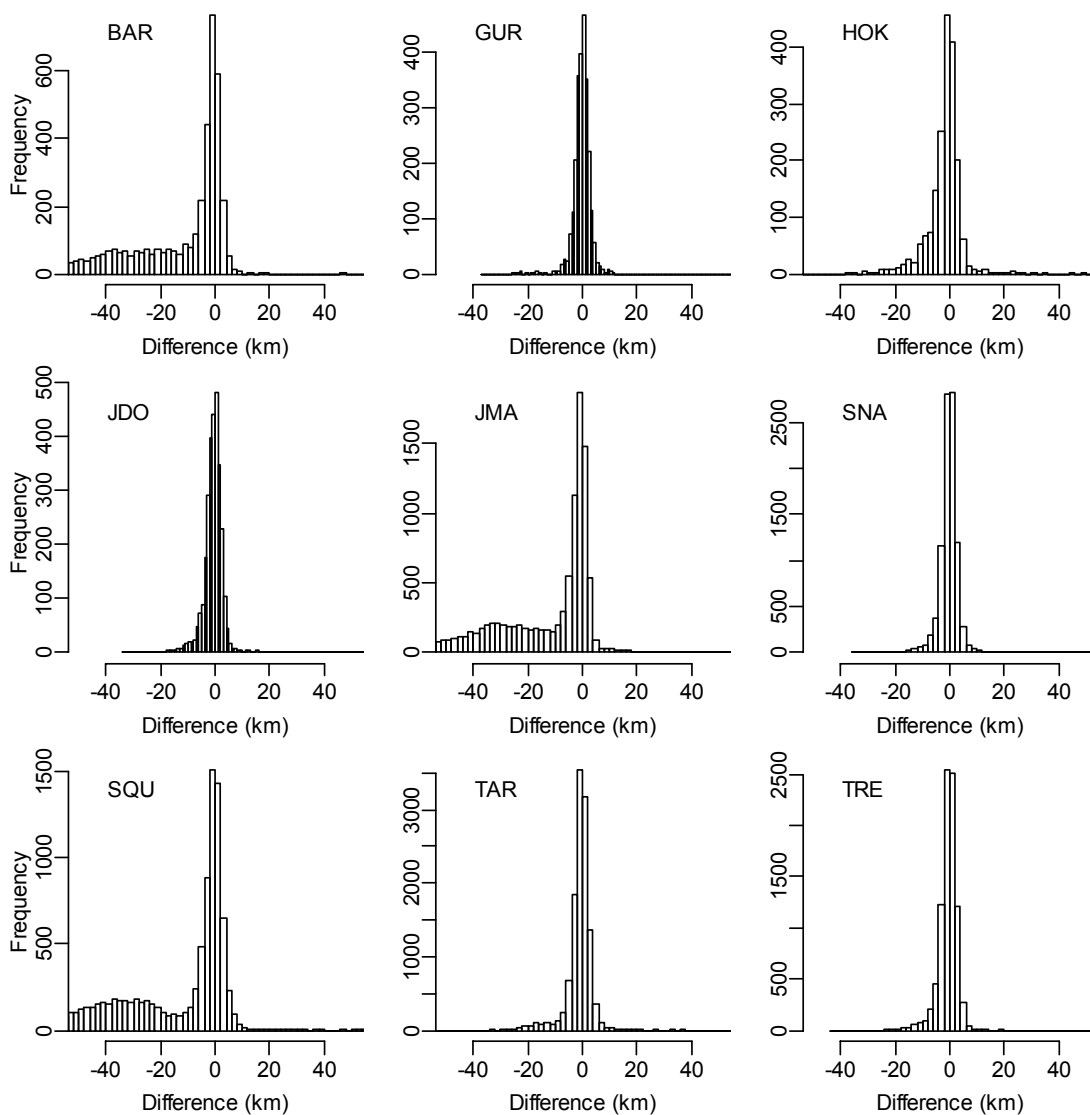 BAR
GUR
HOK
Frequency
0 200 400 600
0 100 200 300 400
0 100 200 300 400
-40 -20 0 20 40
-40 -20 0 20 40
-40 -20 0 20 40
Difference (km)
Difference (km)
Difference (km)
JDO
JMA
SNA
0 100 200 300 400 500
0 500 1000 1500
0 500 1500 2500
-40 -20 0 20 40
-40 -20 0 20 40
-40 -20 0 20 40
Difference (km)
Difference (km)
Difference (km)
SQU
TAR
TRE
Frequency
0 500 1000 1500
0 1000 2000 3000
0 500 1500 2500
-40 -20 0 20 40
-40 -20 0 20 40
-40 -20 0 20 40
Difference (km)
Difference (km)
Difference (km)